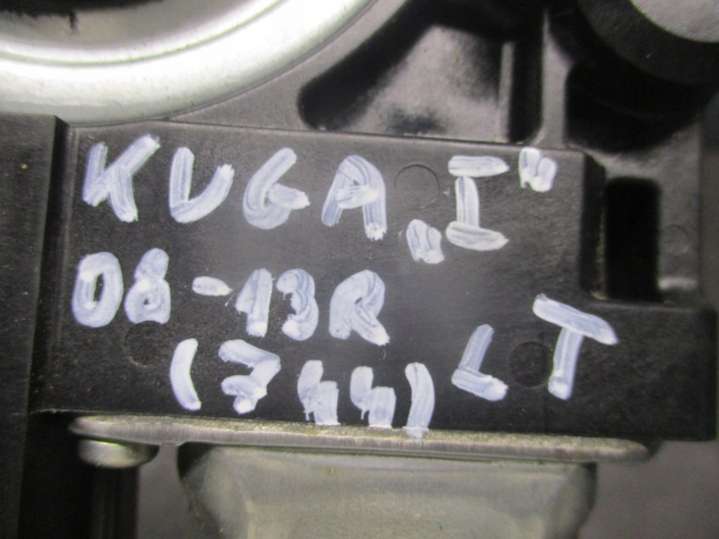 KUGA „I"
08-13R
(744) LT